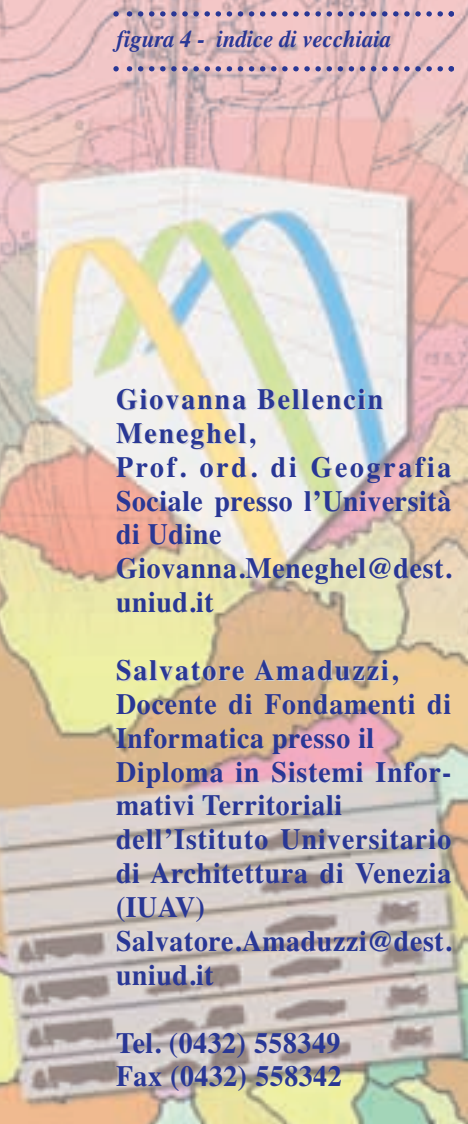 figura 4 - indice di vecchiaia
Giovanna Bellencin
Meneghel,
Prof. ord. di Geografia
Sociale presso l'Università
di Udine
Giovanna.Meneghel@dest.
uniud.it
Salvatore Amaduzzi,
Docente di Fondamenti di
Informatica presso il
Diploma in Sistemi Infor-
mativi Territoriali
dell'Istituto Universitario
di Architettura di Venezia
(IUAV)
Salvatore.Amaduzzi@dest.
uniud.it
Tel. (0432) 558349
Fax (0432) 558342